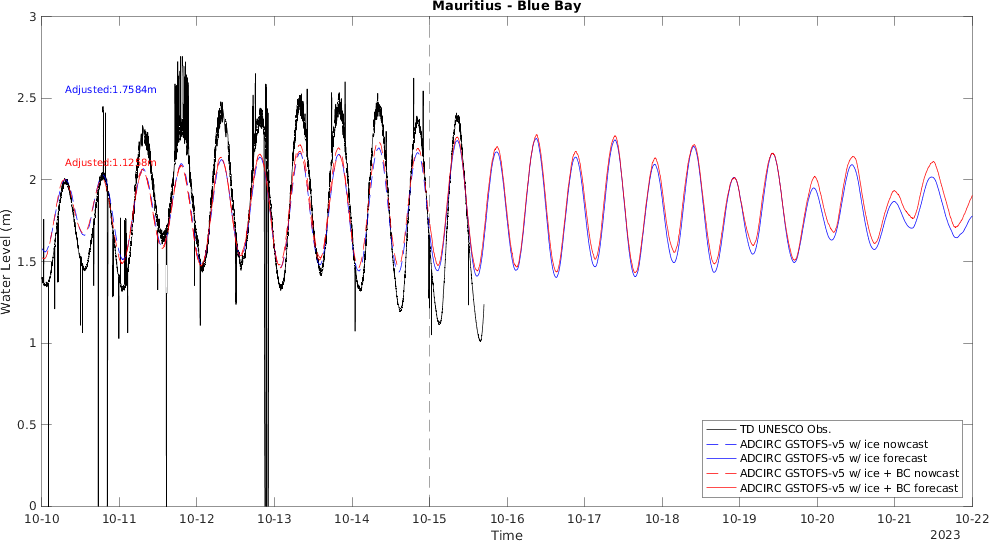 Mauritius - Blue Bay
Water Level (m)
3
2.5
2
1.5
1
0.5
0
Adjusted:1.7584m
Adjusted:1.1258m
TD UNESCO Obs.
ADCIRC GSTOFS-v5 w/ ice nowcast
ADCIRC GSTOFS-v5 w/ ice forecast
ADCIRC GSTOFS-v5 w/ ice + BC nowcast
ADCIRC GSTOFS-v5 w/ ice + BC forecast
10-10 10-11 10-12 10-13 10-14 10-15 10-16 10-17 10-18 10-19 10-20 10-21 10-22
Time
2023